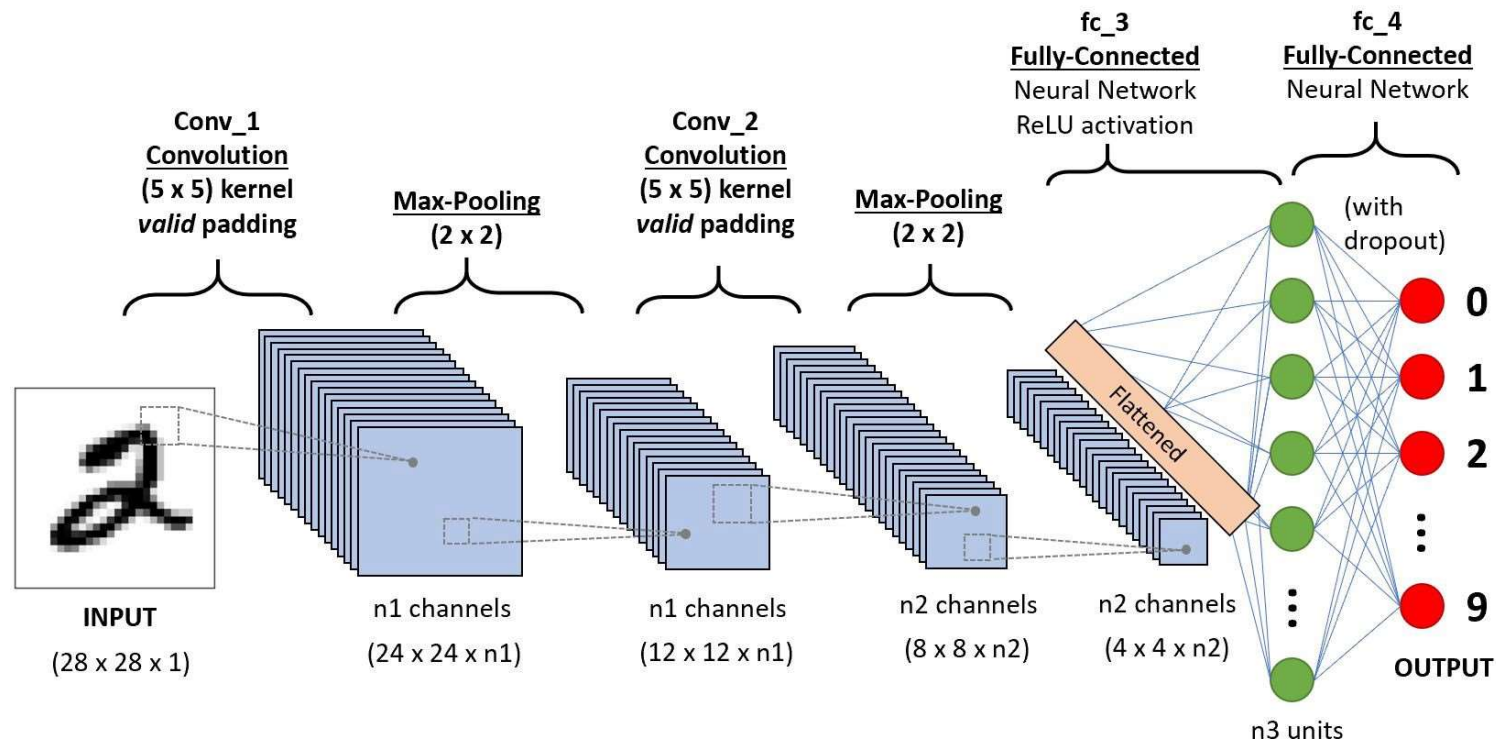 Conv_1
Convolution
(5 x 5) kernel
valid padding
Max-Pooling
(2 x 2)
Conv_2
Convolution
(5 x 5) kernel
valid padding
Max-Pooling
(2 x 2)
fc_3
Fully-Connected
Neural Network
ReLU activation
fc_4
Fully-Connected
Neural Network
(with
dropout)
Flattened
0
1
2
9
OUTPUT
INPUT
(28 x 28 x 1)
n1 channels
(24 x 24 x n1)
n1 channels
(12 x 12 x n1)
n2 channels
(8 x 8 x n2)
n2 channels
(4 x 4 x n2)
n3 units